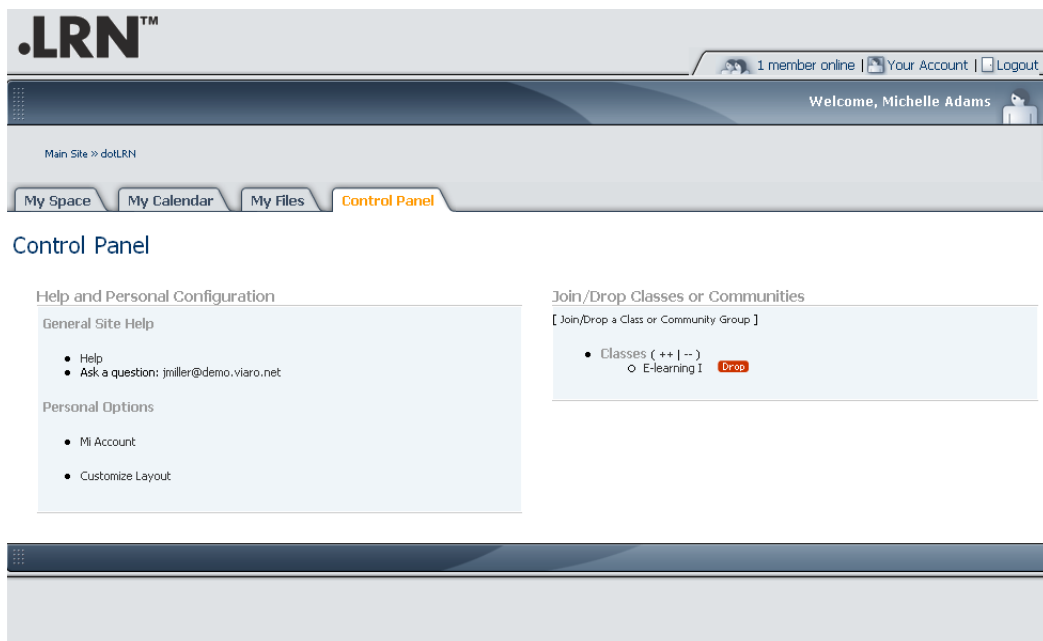 .LRN™
1 member online | Your Account | Logout
Welcome, Michelle Adams
Main Site » dotLRN
My Space My Calendar My Files Control Panel
Control Panel
Help and Personal Configuration
General Site Help
• Help
• Ask a question: jmiller@demo.viaro.net
Personal Options
• Mi Account
• Customize Layout
Join/Drop Classes or Communities
[ Join/Drop a Class or Community Group ]
• Classes ( ++ | -- )
o E-learning I Drop